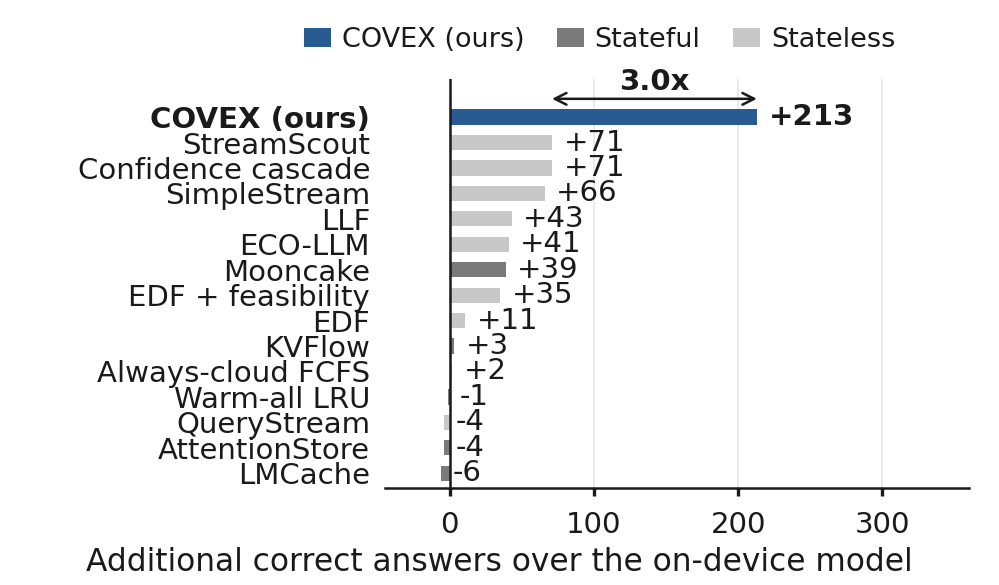 COVEX (ours) Stateful Stateless
3.0x
COVEX (ours) +213
StreamScout +71
Confidence cascade +71
SimpleStream +66
LLF +43
ECO-LLM +41
Mooncake +39
EDF + feasibility +35
EDF +11
KVFlow +3
Always-cloud FCFS +2
Warm-all LRU -1
QueryStream -4
AttentionStore -4
LMCache -6
0 100 200 300
Additional correct answers over the on-device model